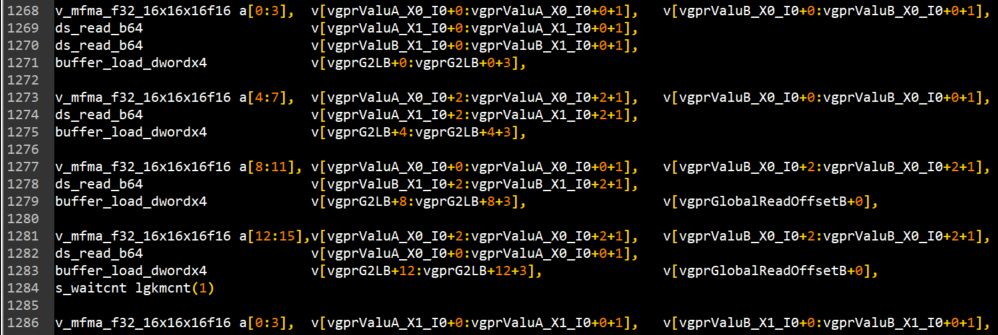 1268 v_mfma_f32_16x16x16f16 a[0:3], v[vgprValuA_X0_I0+0:vgprValuA_X0_I0+0+1], v[vgprValuB_X0_I0+0:vgprValuB_X0_I0+0+1],
1269 ds_read_b64 v[vgprValuA_X1_I0+0:vgprValuA_X1_I0+0+1],
1270 ds_read_b64 v[vgprValuB_X1_I0+0:vgprValuB_X1_I0+0+1],
1271 buffer_load_dwordx4 v[vgprG2LB+0:vgprG2LB+0+3],
1272
1273 v_mfma_f32_16x16x16f16 a[4:7], v[vgprValuA_X0_I0+2:vgprValuA_X0_I0+2+1], v[vgprValuB_X0_I0+0:vgprValuB_X0_I0+0+1],
1274 ds_read_b64 v[vgprValuA_X1_I0+2:vgprValuA_X1_I0+2+1],
1275 buffer_load_dwordx4 v[vgprG2LB+4:vgprG2LB+4+3],
1276
1277 v_mfma_f32_16x16x16f16 a[8:11], v[vgprValuA_X0_I0+0:vgprValuA_X0_I0+0+1], v[vgprValuB_X0_I0+2:vgprValuB_X0_I0+2+1],
1278 ds_read_b64 v[vgprValuB_X1_I0+2:vgprValuB_X1_I0+2+1],
1279 buffer_load_dwordx4 v[vgprG2LB+8:vgprG2LB+8+3], v[vgprGlobalReadOffsetB+0],
1280
1281 v_mfma_f32_16x16x16f16 a[12:15],v[vgprValuA_X0_I0+2:vgprValuA_X0_I0+2+1], v[vgprValuB_X0_I0+2:vgprValuB_X0_I0+2+1],
1282 ds_read_b64 v[vgprValuA_X0_I0+0:vgprValuA_X0_I0+0+1],
1283 buffer_load_dwordx4 v[vgprG2LB+12:vgprG2LB+12+3], v[vgprGlobalReadOffsetB+0],
1284 s_waitcnt lgkmcnt(1)
1285
1286 v_mfma_f32_16x16x16f16 a[0:3], v[vgprValuA_X1_I0+0:vgprValuA_X1_I0+0+1], v[vgprValuB_X1_I0+0:vgprValuB_X1_I0+0+1],